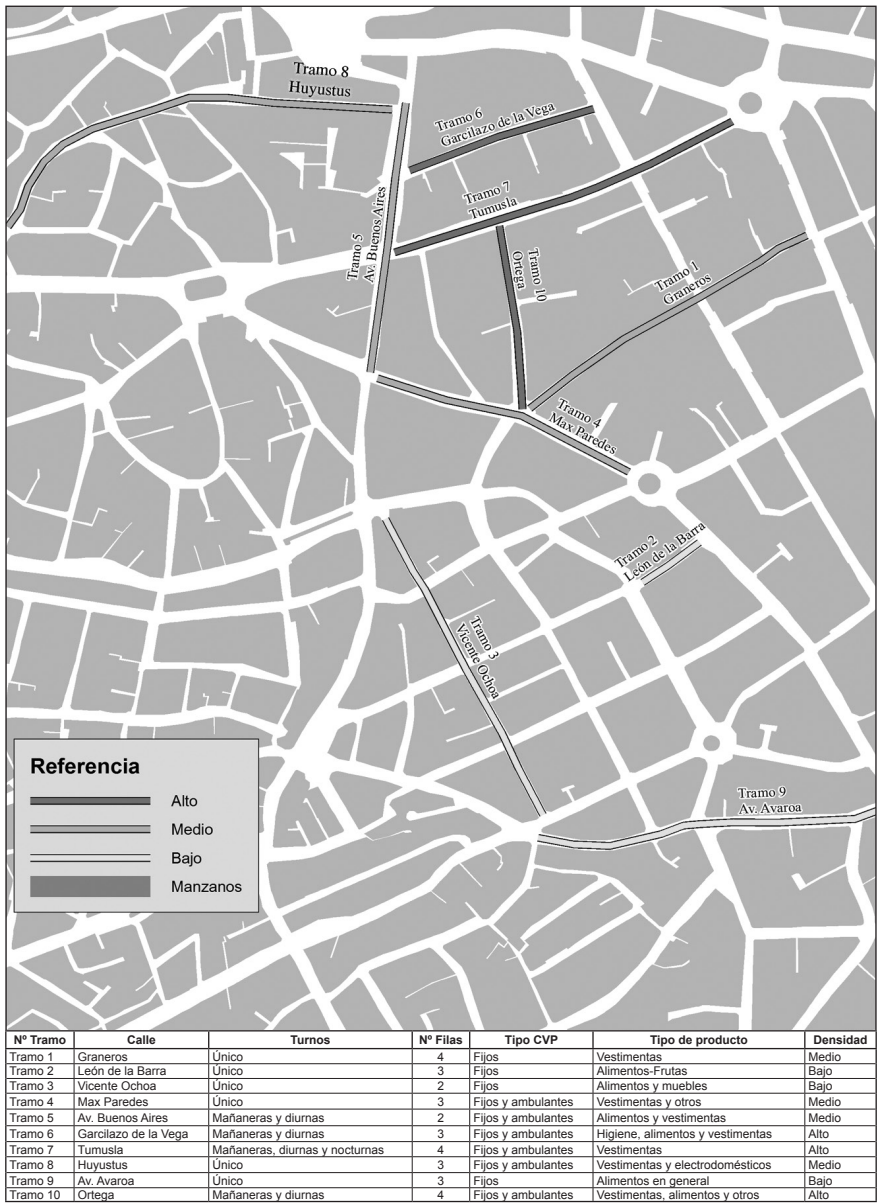 Tramo 8
Huyustus
Tramo 6
Garcilazo de la Vega
Tramo 7
Tumusla
Tramo 5
Av. Buenos Aires
Tramo 10
Ortega
Tramo 1
Graneros
Tramo 4
Max Paredes
Tramo 2
León de la Barra
Tramo 3
Vicente Ochoa
Tramo 9
Av. Avaroa
Referencia
Alto
Medio
Bajo
Manzanos
Nº Tramo Calle Turnos Nº Filas Tipo CVP Tipo de producto Densidad
Tramo 1 Graneros Único 4 Fijos Vestimentas Medio
Tramo 2 León de la Barra Único 3 Fijos Alimentos-Frutas Bajo
Tramo 3 Vicente Ochoa Único 2 Fijos Alimentos y muebles Bajo
Tramo 4 Max Paredes Único 3 Fijos y ambulantes Vestimentas y otros Medio
Tramo 5 Av. Buenos Aires Mañaneras y diurnas 2 Fijos y ambulantes Alimentos y vestimentas Medio
Tramo 6 Garcilazo de la Vega Mañaneras y diurnas 3 Fijos y ambulantes Higiene, alimentos y vestimentas Alto
Tramo 7 Tumusla Mañaneras, diurnas y nocturnas 4 Fijos y ambulantes Vestimentas Alto
Tramo 8 Huyustus Único 3 Fijos y ambulantes Vestimentas y electrodomésticos Medio
Tramo 9 Av. Avaroa Único 3 Fijos Alimentos en general Bajo
Tramo 10 Ortega Mañaneras y diurnas 4 Fijos y ambulantes Vestimentas, alimentos y otros Alto